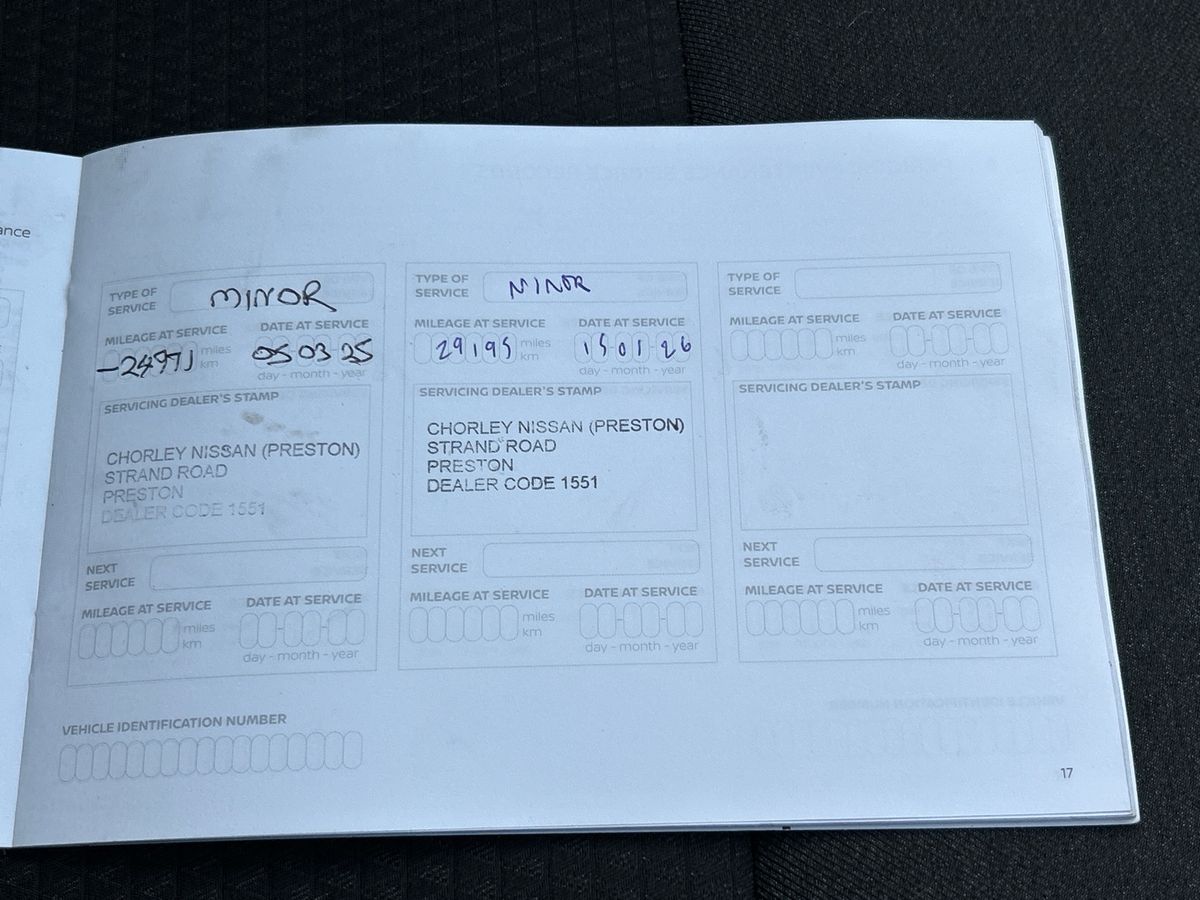 ance
TYPE OF
SERVICE
MINOR
MILEAGE AT SERVICE
DATE AT SERVICE
miles
km
05 03 25
day - month - year
SERVICING DEALER'S STAMP
CHORLEY NISSAN (PRESTON)
STRAND ROAD
PRESTON
DEALER CODE 1551
NEXT
SERVICE
MILEAGE AT SERVICE
DATE AT SERVICE
miles
km
day - month - year
TYPE OF
SERVICE
MINOR
MILEAGE AT SERVICE
DATE AT SERVICE
29195
miles
km
15 01 26
day - month - year
SERVICING DEALER'S STAMP
CHORLEY NISSAN (PRESTON)
STRAND ROAD
PRESTON
DEALER CODE 1551
NEXT
SERVICE
MILEAGE AT SERVICE
DATE AT SERVICE
miles
km
day - month - year
TYPE OF
SERVICE
MILEAGE AT SERVICE
DATE AT SERVICE
miles
km
day - month - year
SERVICING DEALER'S STAMP
NEXT
SERVICE
MILEAGE AT SERVICE
DATE AT SERVICE
miles
km
day - month - year
VEHICLE IDENTIFICATION NUMBER
17